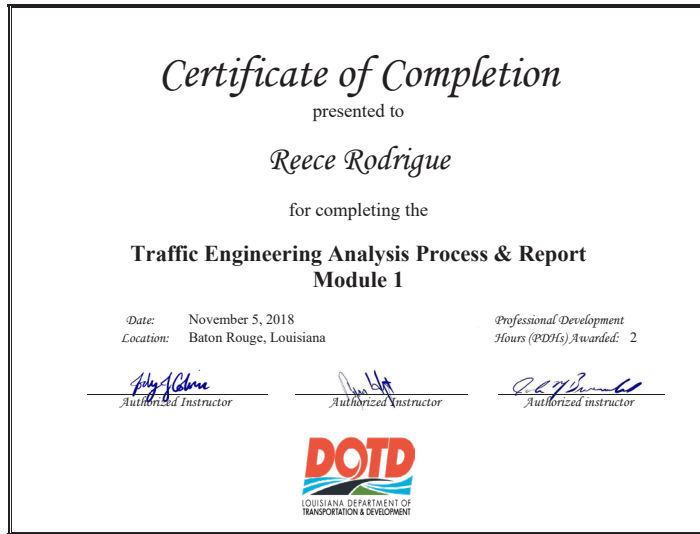 Certificate of Completion
presented to
Reece Rodrigue
for completing the
Traffic Engineering Analysis Process & Report
Module 1
Date: November 5, 2018
Location: Baton Rouge, Louisiana
Professional Development
Hours (PDHs) Awarded: 2
Authorized Instructor
Authorized Instructor
Authorized instructor
DOTD
LOUISIANA DEPARTMENT OF
TRANSPORTATION & DEVELOPMENT